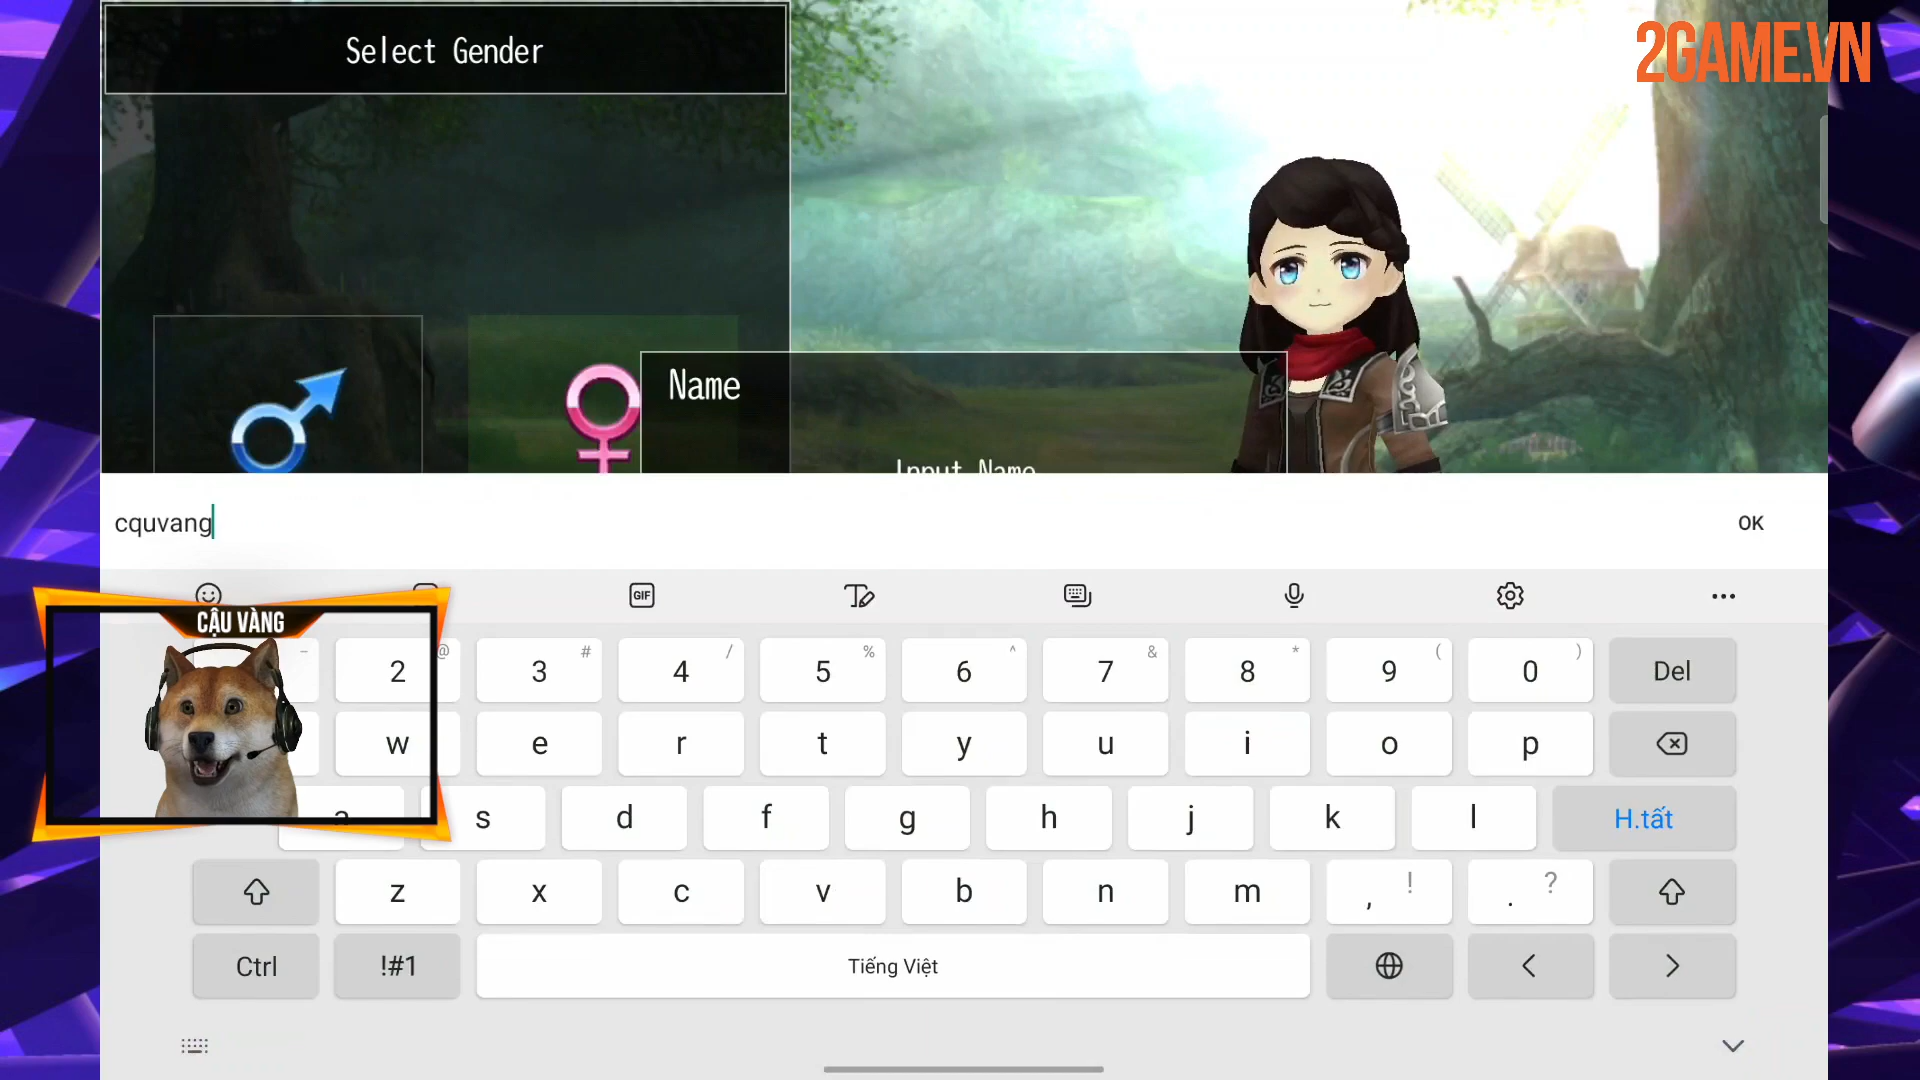 Select Gender
2GAME.VN
Name
Input Name
cquvang
OK
GIF
CẬU VÀNG
2 @ 3 # 4 / 5 % 6 ^ 7 & 8 * 9 ( 0 ) Del
w e r t y u i o p
a s d f g h j k l H.tất
z x c v b n m , ! . ?
Ctrl !#1 Tiếng Việt